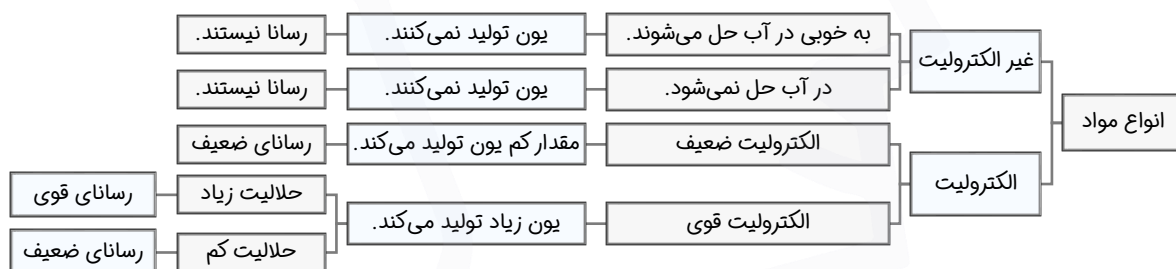 انواع مواد
غیر الکترولیت
به خوبی در آب حل می‌شوند.
یون تولید نمی‌کنند.
رسانا نیستند.
در آب حل نمی‌شود.
یون تولید نمی‌کنند.
رسانا نیستند.
الکترولیت
الکترولیت ضعیف
مقدار کم یون تولید می‌کند.
رسانای ضعیف
الکترولیت قوی
یون زیاد تولید می‌کند.
حلالیت زیاد
رسانای قوی
حلالیت کم
رسانای ضعیف